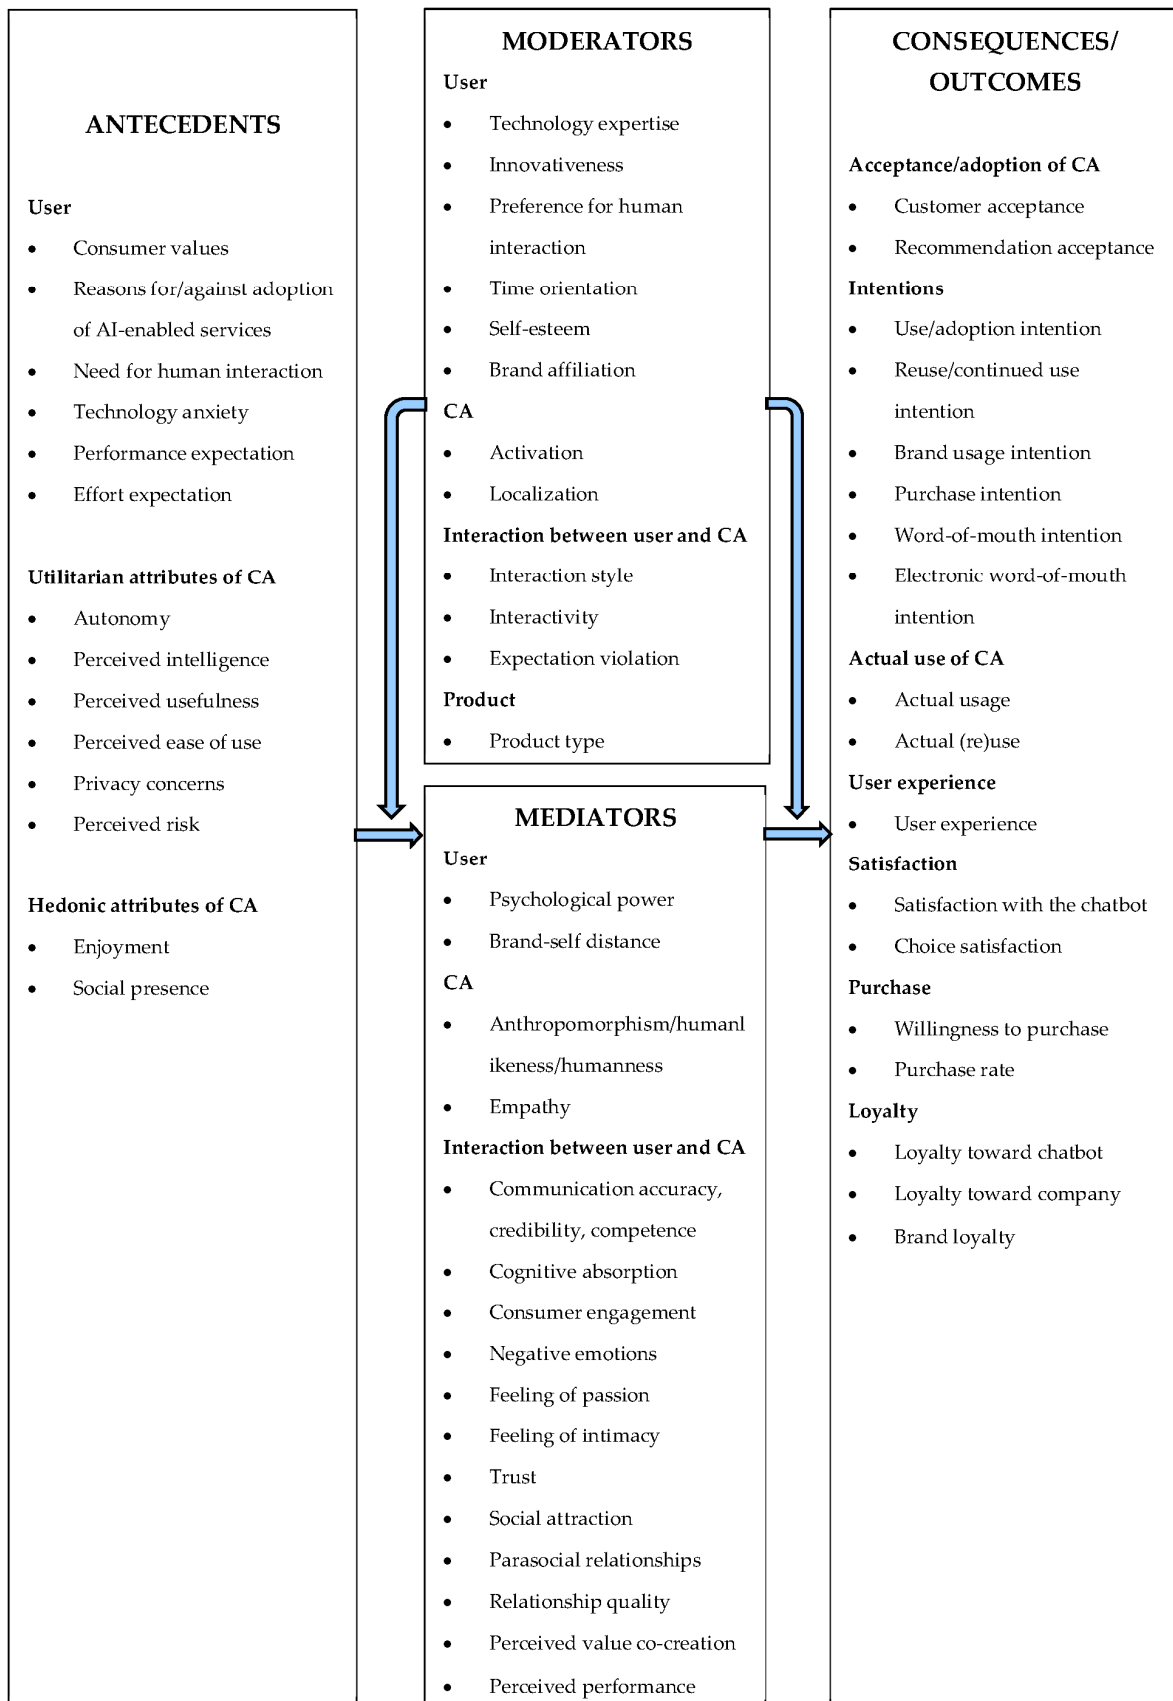 ANTECEDENTS
User
• Consumer values
• Reasons for/against adoption
of AI-enabled services
• Need for human interaction
• Technology anxiety
• Performance expectation
• Effort expectation
Utilitarian attributes of CA
• Autonomy
• Perceived intelligence
• Perceived usefulness
• Perceived ease of use
• Privacy concerns
• Perceived risk
Hedonic attributes of CA
• Enjoyment
• Social presence
MODERATORS
User
• Technology expertise
• Innovativeness
• Preference for human
interaction
• Time orientation
• Self-esteem
• Brand affiliation
CA
• Activation
• Localization
Interaction between user and CA
• Interaction style
• Interactivity
• Expectation violation
Product
• Product type
MEDIATORS
User
• Psychological power
• Brand-self distance
CA
• Anthropomorphism/humanl
ikeness/humanness
• Empathy
Interaction between user and CA
• Communication accuracy,
credibility, competence
• Cognitive absorption
• Consumer engagement
• Negative emotions
• Feeling of passion
• Feeling of intimacy
• Trust
• Social attraction
• Parasocial relationships
• Relationship quality
• Perceived value co-creation
• Perceived performance
CONSEQUENCES/
OUTCOMES
Acceptance/adoption of CA
• Customer acceptance
• Recommendation acceptance
Intentions
• Use/adoption intention
• Reuse/continued use
intention
• Brand usage intention
• Purchase intention
• Word-of-mouth intention
• Electronic word-of-mouth
intention
Actual use of CA
• Actual usage
• Actual (re)use
User experience
• User experience
Satisfaction
• Satisfaction with the chatbot
• Choice satisfaction
Purchase
• Willingness to purchase
• Purchase rate
Loyalty
• Loyalty toward chatbot
• Loyalty toward company
• Brand loyalty